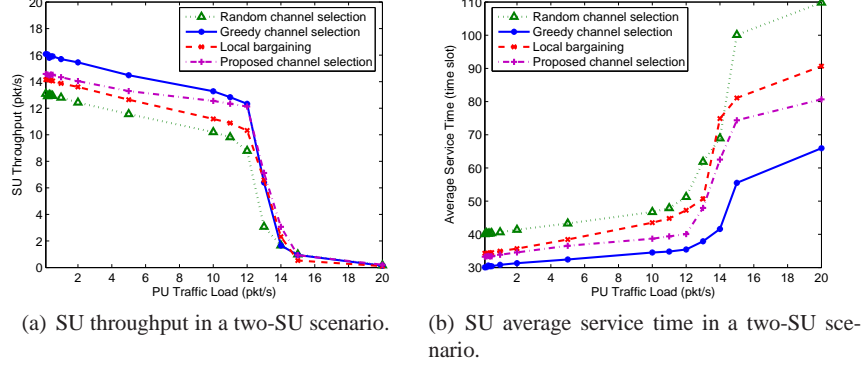 20
18
16
14
12
10
8
6
4
2
0
SU Throughput (pkt/s)
Random channel selection
Greedy channel selection
Local bargaining
Proposed channel selection
2 4 6 8 10 12 14 16 18 20
PU Traffic Load (pkt/s)
(a) SU throughput in a two-SU scenario.
110
100
90
80
70
60
50
40
30
Average Service Time (time slot)
Random channel selection
Greedy channel selection
Local bargaining
Proposed channel selection
2 4 6 8 10 12 14 16 18 20
PU Traffic Load (pkt/s)
(b) SU average service time in a two-SU sce-
nario.